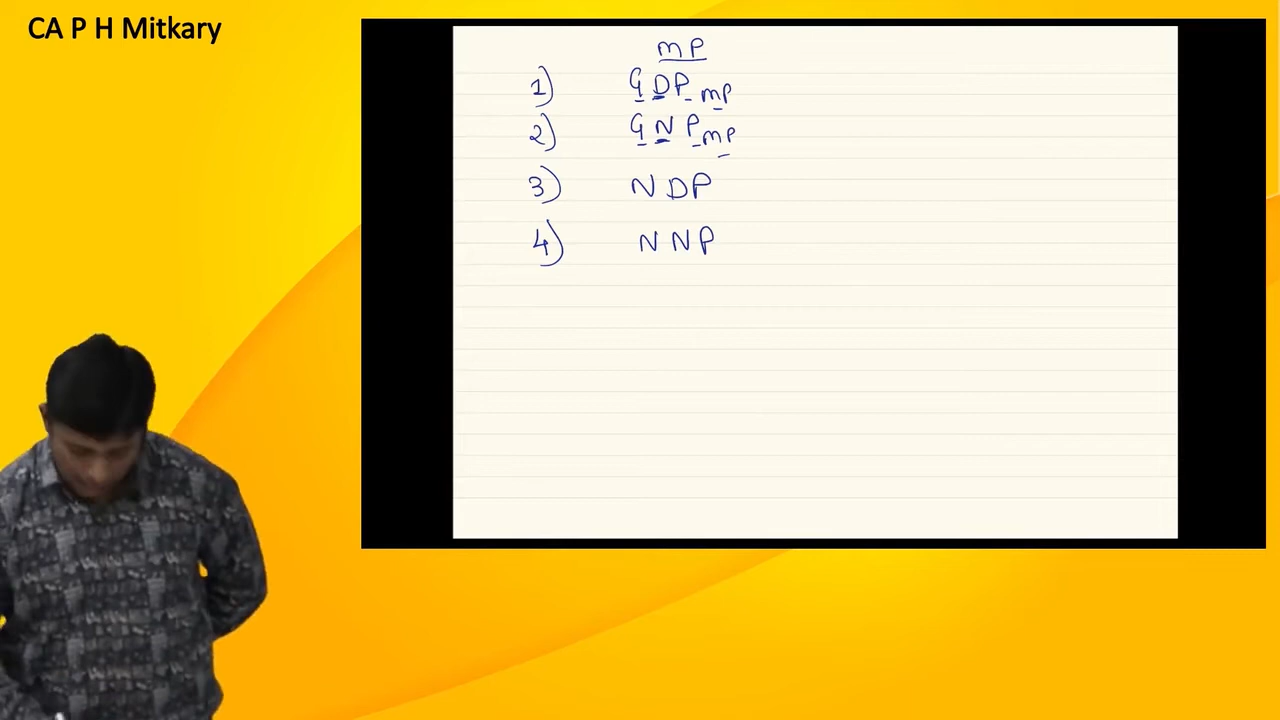 CA P H Mitkary
MP
1) GDP MP
2) GNP MP
3) NDP
4) NNP